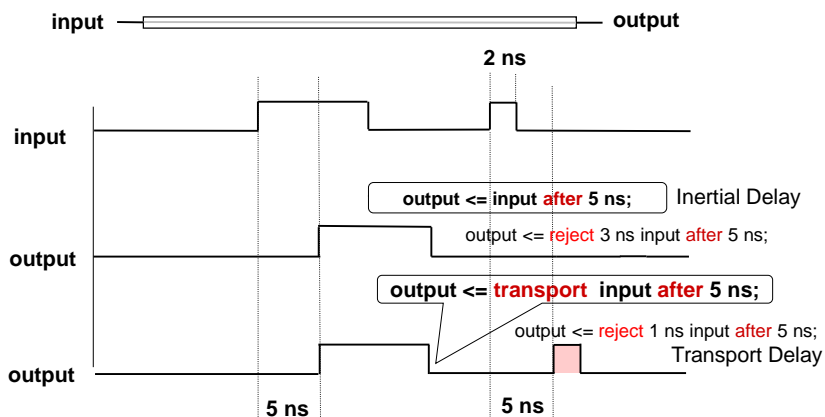 input output
2 ns
input
output <= input after 5 ns; Inertial Delay
output <= reject 3 ns input after 5 ns;
output
output <= transport input after 5 ns;
output <= reject 1 ns input after 5 ns;
Transport Delay
output
5 ns 5 ns